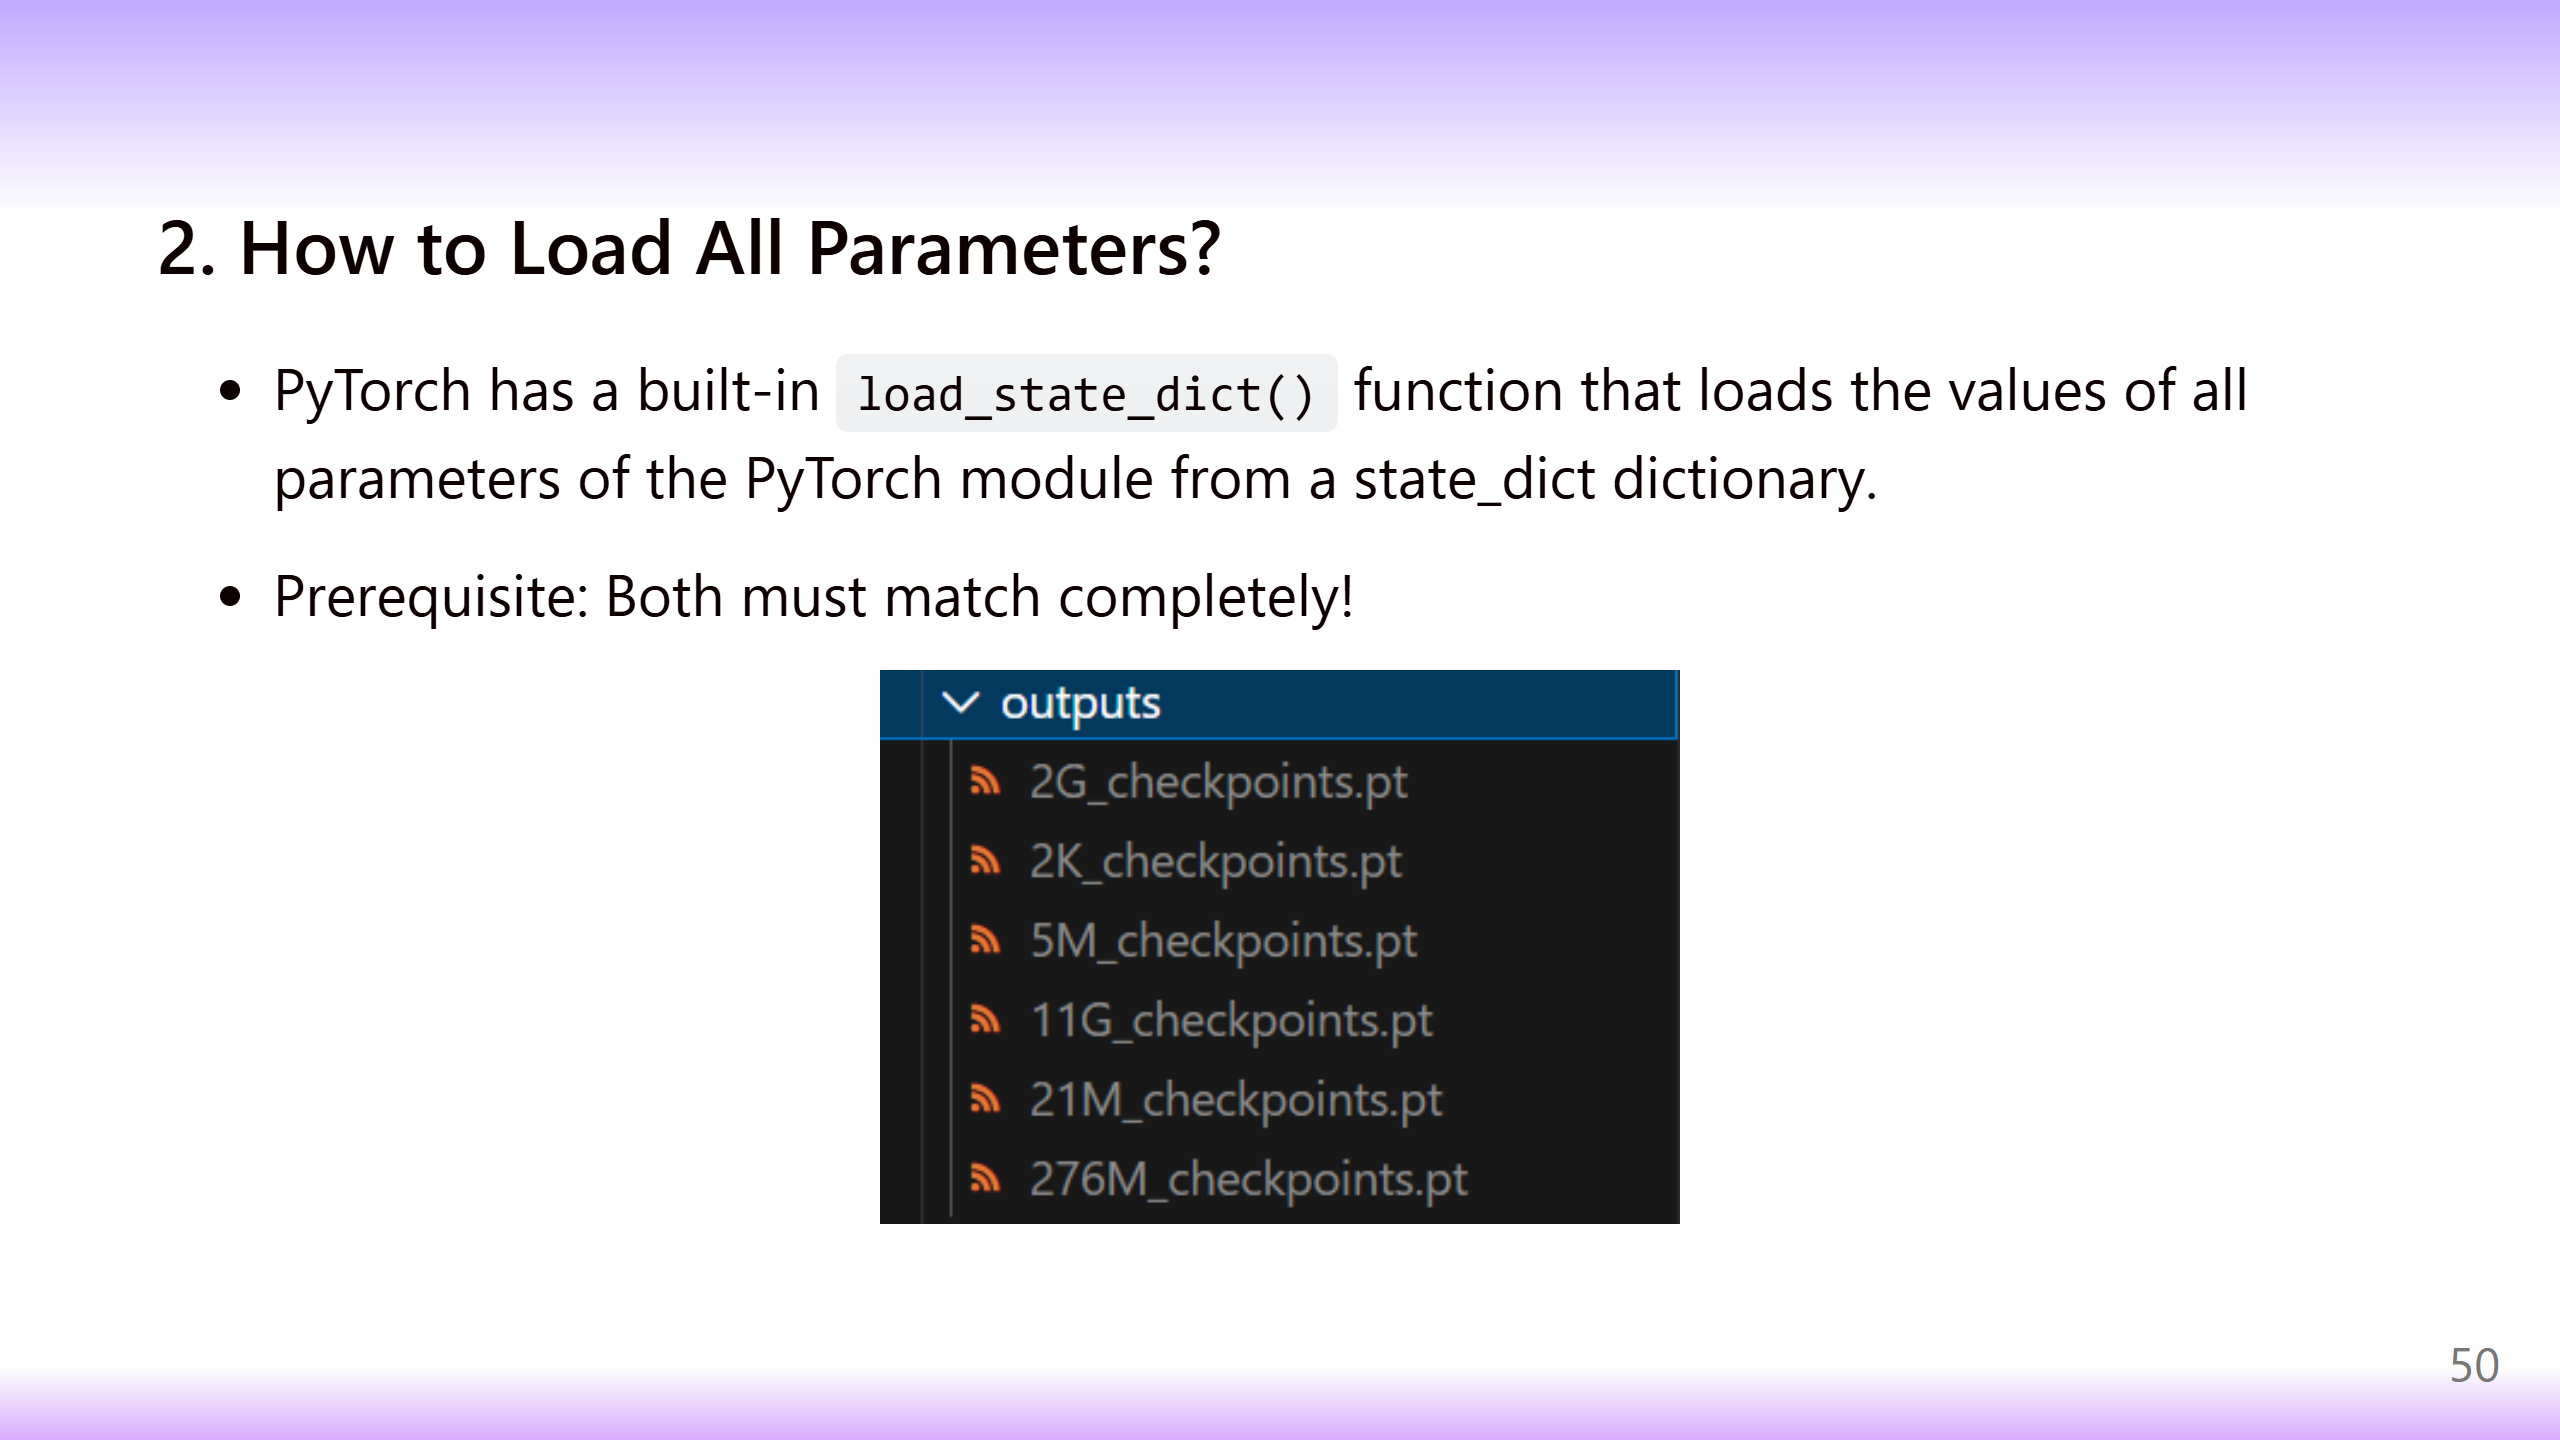 2. How to Load All Parameters?
• PyTorch has a built-in load_state_dict() function that loads the values of all
parameters of the PyTorch module from a state_dict dictionary.
• Prerequisite: Both must match completely!
outputs
2G_checkpoints.pt
2K_checkpoints.pt
5M_checkpoints.pt
11G_checkpoints.pt
21M_checkpoints.pt
276M_checkpoints.pt
50